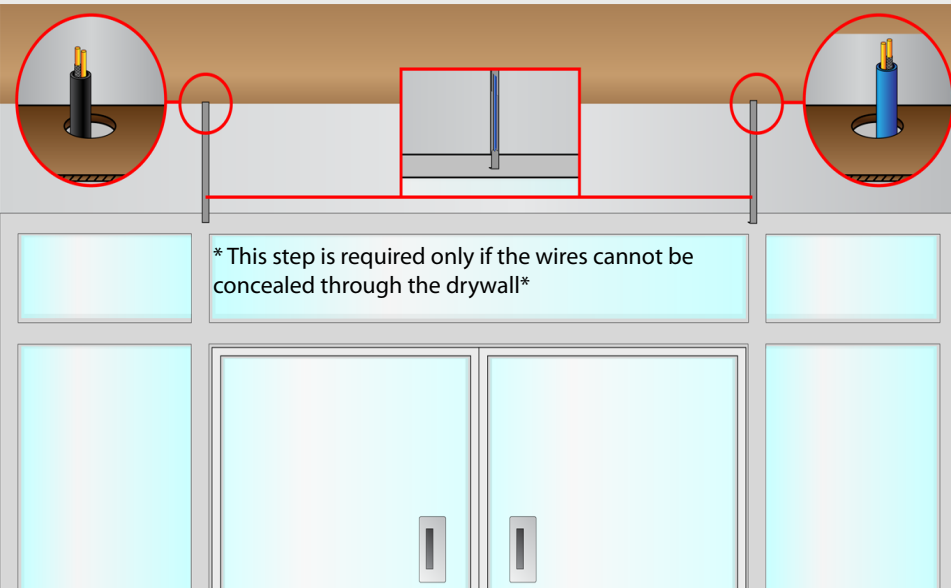 * This step is required only if the wires cannot be
concealed through the drywall*